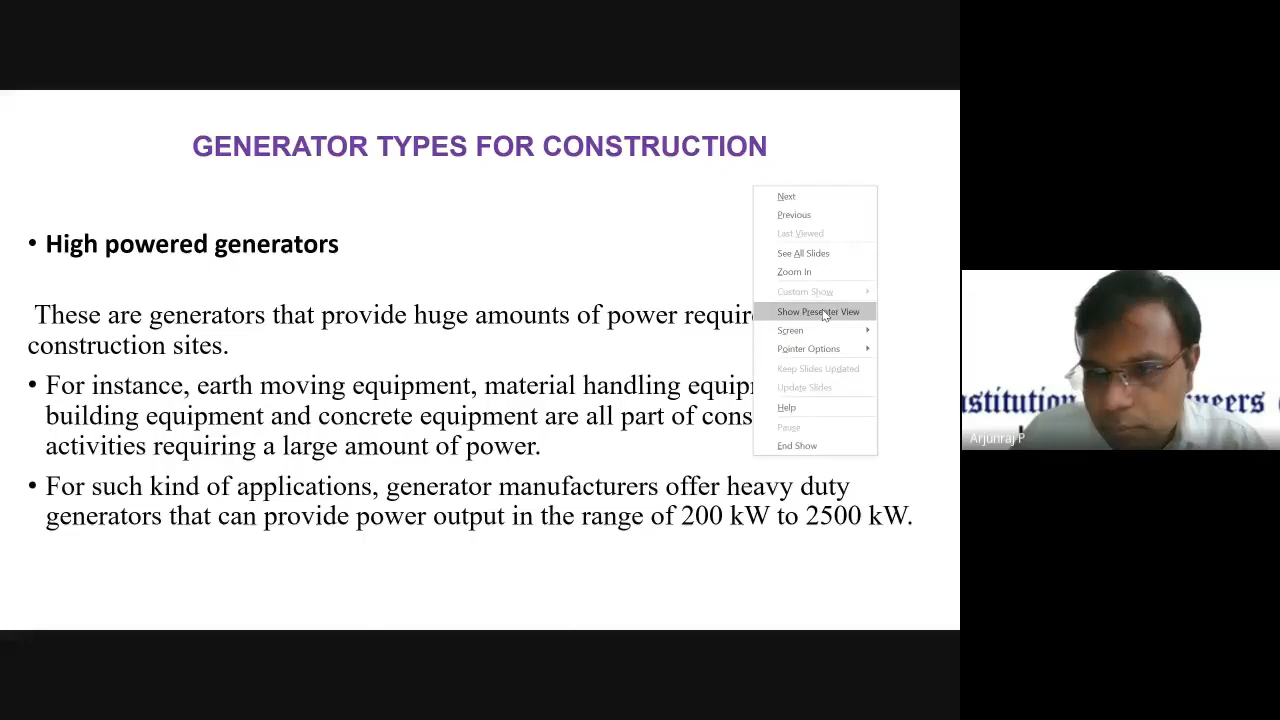 GENERATOR TYPES FOR CONSTRUCTION
• High powered generators
These are generators that provide huge amounts of power
construction sites.
• For instance, earth moving equipment, material handling
building equipment and concrete equipment are all part of
activities requiring a large amount of power.
• For such kind of applications, generator manufacturers offer heavy duty
generators that can provide power output in the range of 200 kW to 2500 kW.
Next
Previous
Last Viewed
See All Slides
Zoom In
Custom Show
Show Presenter View
Screen
Pointer Options
Keep Slides Updated
Update Slides
Help
Pause
End Show
Arjunraj P